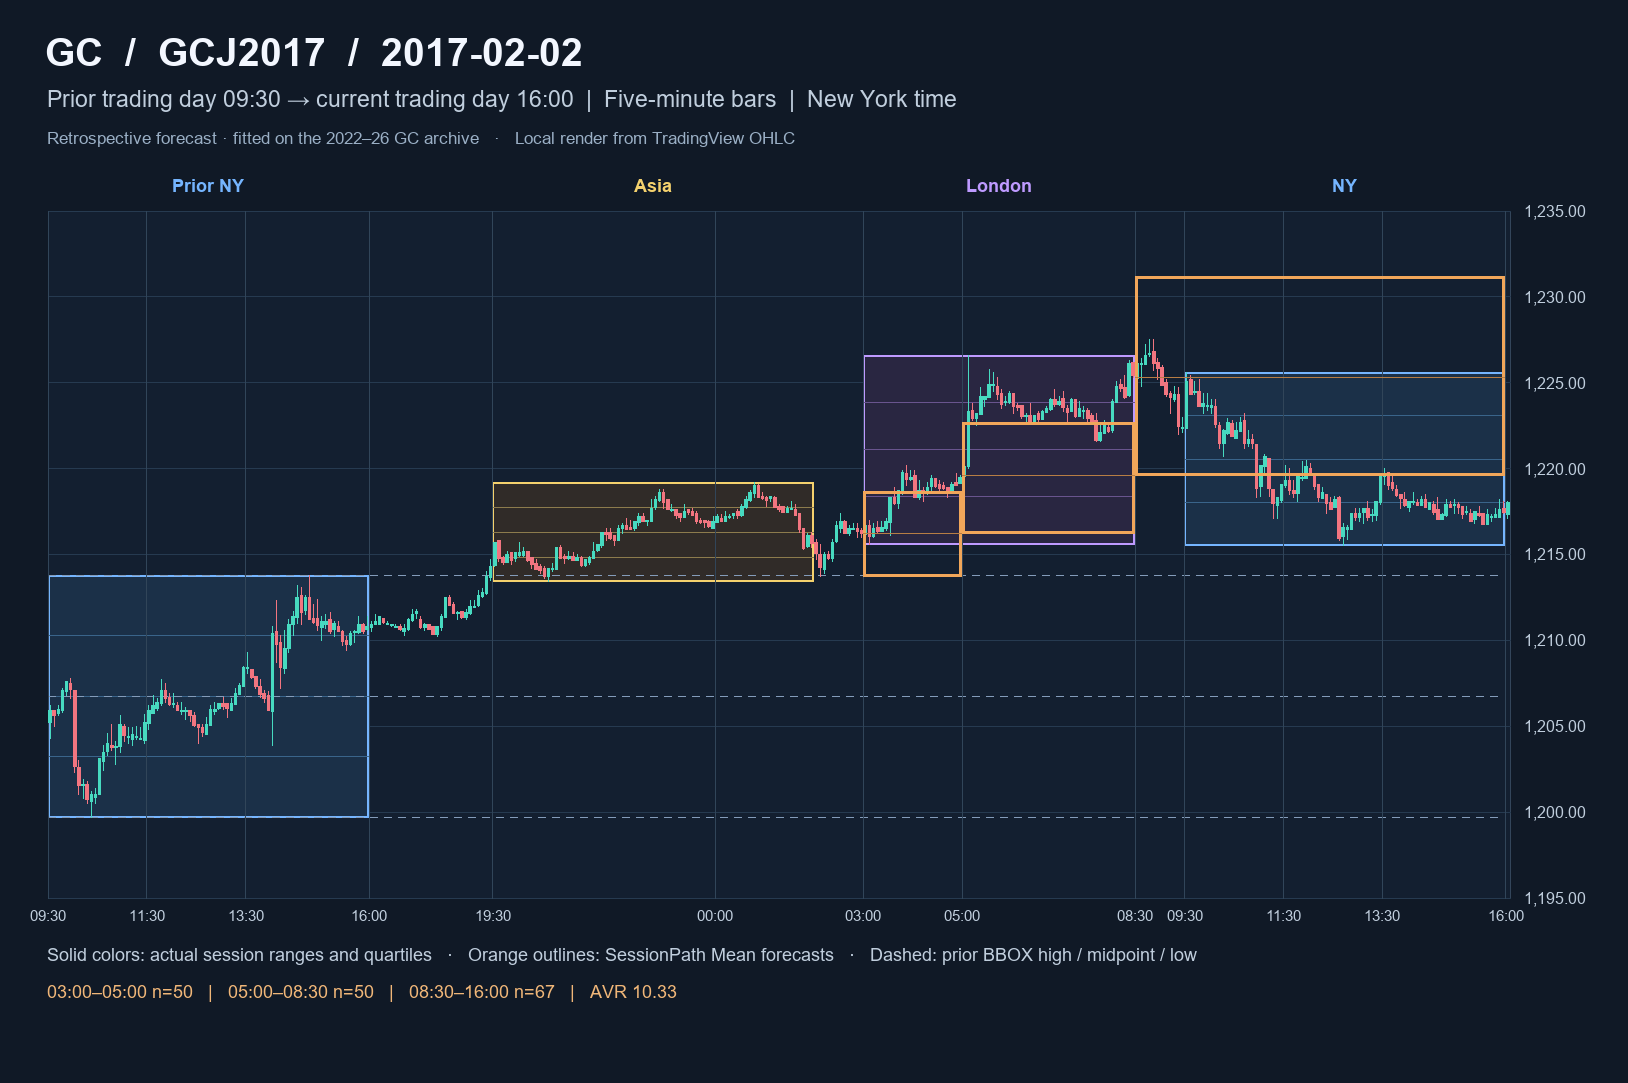 GC / GCJ2017 / 2017-02-02
Prior trading day 09:30 → current trading day 16:00 | Five-minute bars | New York time
Retrospective forecast · fitted on the 2022–26 GC archive · Local render from TradingView OHLC
Prior NY Asia London NY
1,235.00
1,230.00
1,225.00
1,220.00
1,215.00
1,210.00
1,205.00
1,200.00
1,195.00
09:30 11:30 13:30 16:00 19:30 00:00 03:00 05:00 08:30 09:30 11:30 13:30 16:00
Solid colors: actual session ranges and quartiles · Orange outlines: SessionPath Mean forecasts · Dashed: prior BBOX high / midpoint / low
03:00–05:00 n=50 | 05:00–08:30 n=50 | 08:30–16:00 n=67 | AVR 10.33